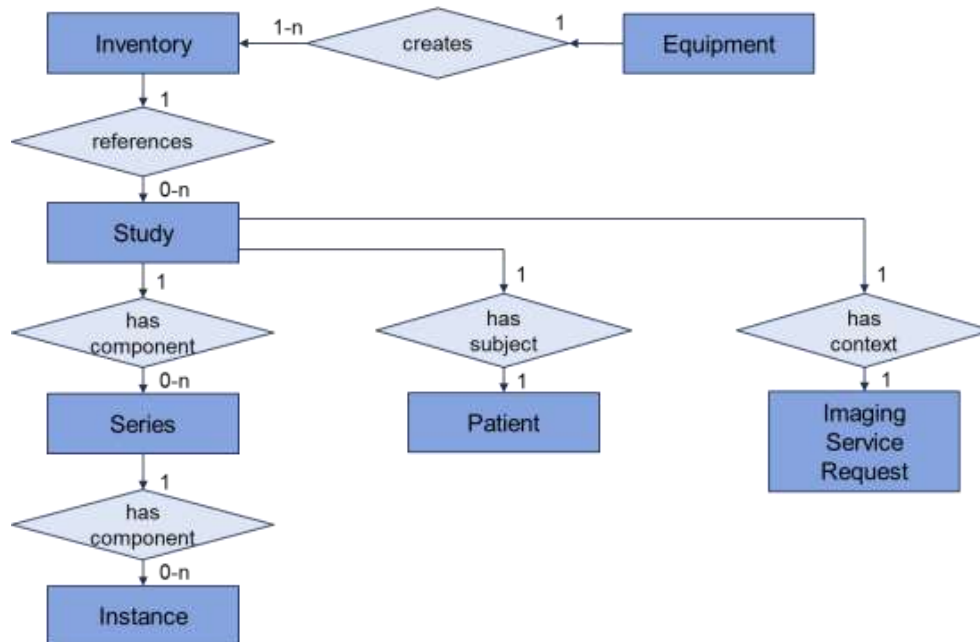 Inventory
1-n
creates
1
Equipment
1
references
0-n
Study
1
1
1
has
component
has
subject
has
context
0-n
1
1
Series
Patient
Imaging
Service
Request
1
has
component
0-n
Instance